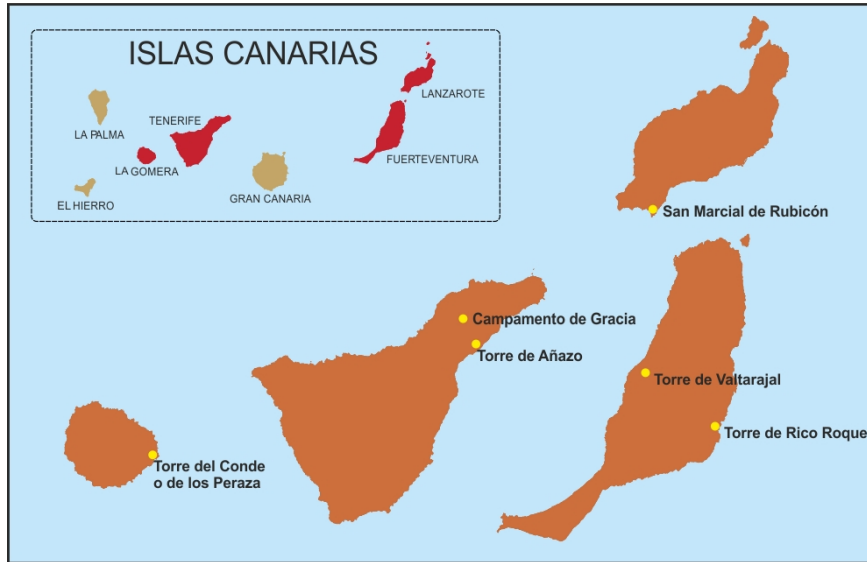 ISLAS CANARIAS
LANZAROTE
TENERIFE
LA PALMA
FUERTEVENTURA
LA GOMERA
GRAN CANARIA
EL HIERRO
San Marcial de Rubicón
Campamento de Gracia
Torre de Añazo
Torre de Valtarajal
Torre de Rico Roque
Torre del Conde
o de los Peraza